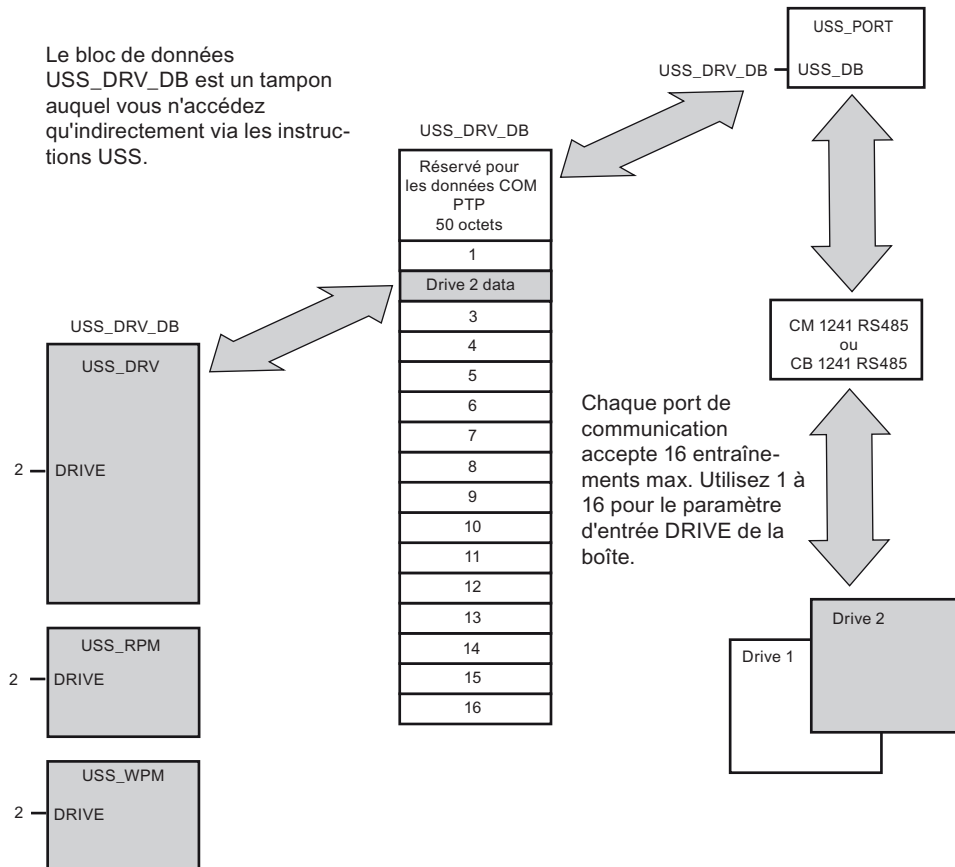 Le bloc de données
USS_DRV_DB est un tampon
auquel vous n'accédez
qu'indirectement via les instruc-
tions USS.
USS_DRV_DB
Réservé pour
les données COM
PTP
50 octets
1
Drive 2 data
3
4
5
6
7
8
9
10
11
12
13
14
15
16
USS_PORT
USS_DRV_DB
USS_DB
CM 1241 RS485
ou
CB 1241 RS485
Chaque port de
communication
accepte 16 entraîne-
ments max. Utilisez 1 à
16 pour le paramètre
d'entrée DRIVE de la
boîte.
Drive 2
Drive 1
USS_DRV_DB
USS_DRV
2
DRIVE
USS_RPM
2
DRIVE
USS_WPM
2
DRIVE